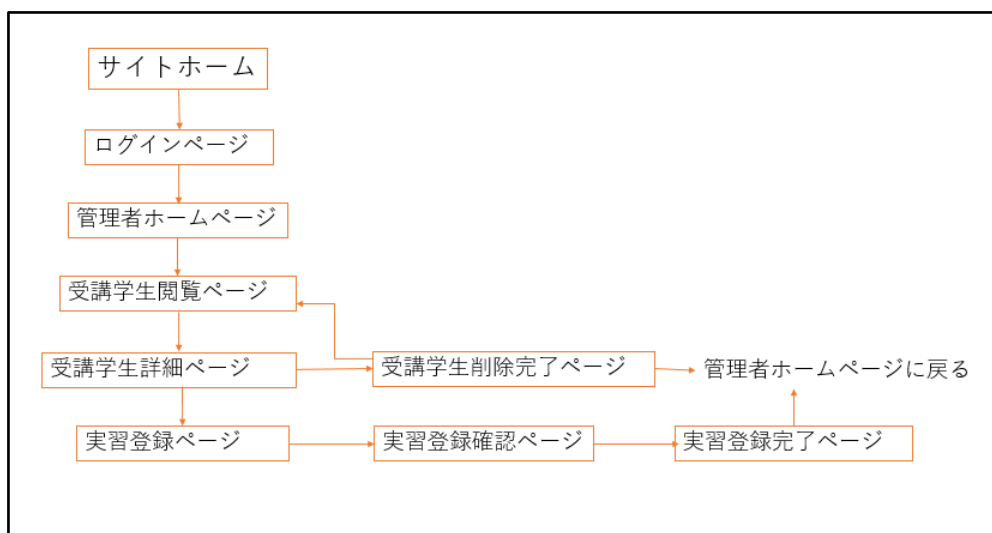 サイトホーム
ログインページ
管理者ホームページ
受講学生閲覧ページ
受講学生詳細ページ
受講学生削除完了ページ
管理者ホームページに戻る
実習登録ページ
実習登録確認ページ
実習登録完了ページ